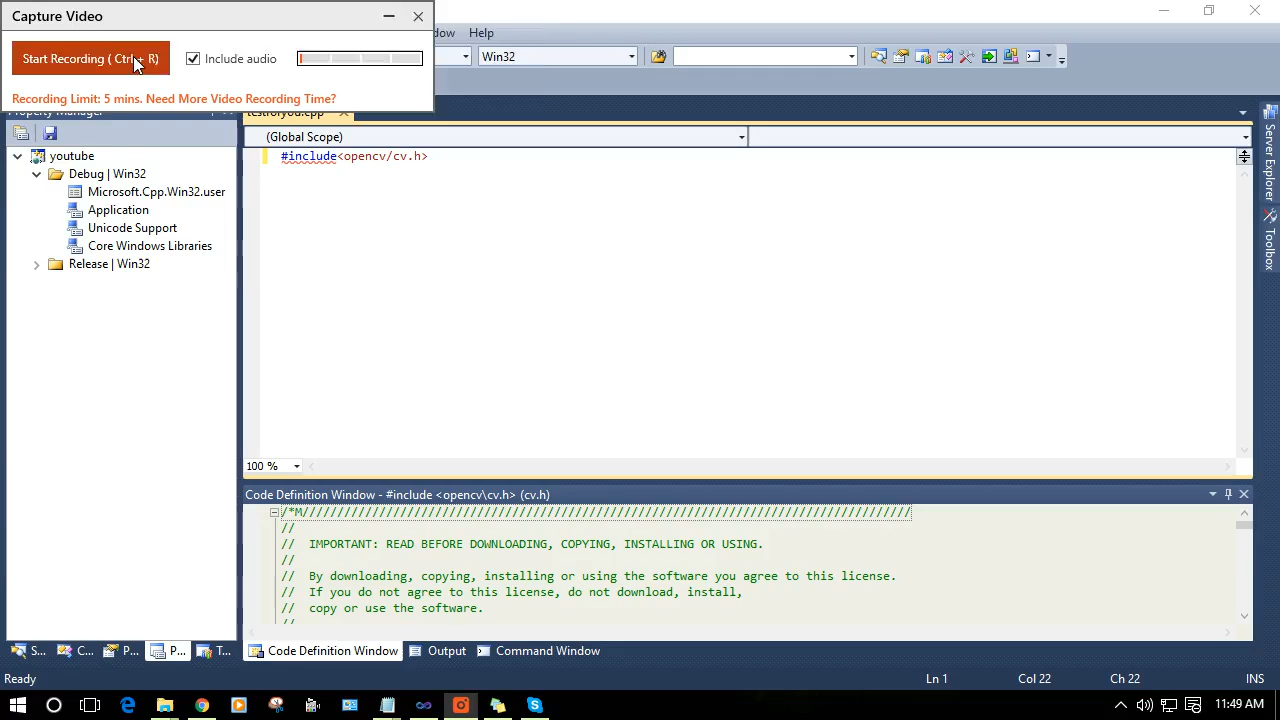 Capture Video
Start Recording ( Ctrl + R)
Include audio
Recording Limit: 5 mins. Need More Video Recording Time?
Help
Win32
youtube
Debug | Win32
Microsoft.Cpp.Win32.user
Application
Unicode Support
Core Windows Libraries
Release | Win32
(Global Scope)
#include<opencv/cv.h>
100 %
Code Definition Window - #include <opencv\cv.h> (cv.h)
//
// IMPORTANT: READ BEFORE DOWNLOADING, COPYING, INSTALLING OR USING.
//
// By downloading, copying, installing or using the software you agree to this license.
// If you do not agree to this license, do not download, install,
// copy or use the software.
S...
C...
P...
P...
T...
Code Definition Window
Output
Command Window
Server Explorer
Toolbox
Ready
Ln 1
Col 22
Ch 22
INS
11:49 AM